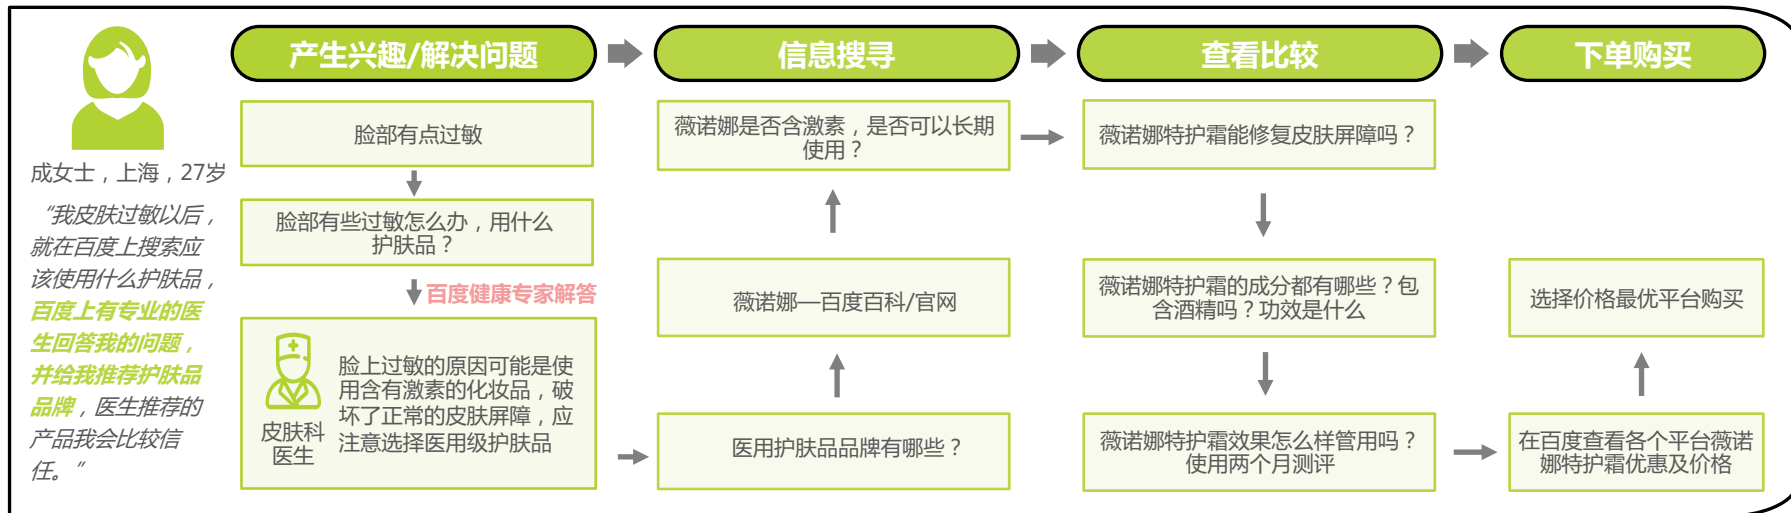 产生兴趣/解决问题
信息搜寻
查看比较
下单购买
成女士，上海，27岁
“我皮肤过敏以后，
就在百度上搜索应
该使用什么护肤品，
百度上有专业的医
生回答我的问题，
并给我推荐护肤品
品牌，医生推荐的
产品我会比较信
任。”
脸部有点过敏
脸部有些过敏怎么办，用什么
护肤品？
百度健康专家解答
皮肤科
医生
脸上过敏的原因可能是使
用含有激素的化妆品，破
坏了正常的皮肤屏障，应
注意选择医用级护肤品
医用护肤品品牌有哪些？
薇诺娜—百度百科/官网
薇诺娜是否含激素，是否可以长期
使用？
薇诺娜特护霜能修复皮肤屏障吗？
薇诺娜特护霜的成分都有哪些？包
含酒精吗？功效是什么
薇诺娜特护霜效果怎么样管用吗？
使用两个月测评
在百度查看各个平台薇诺
娜特护霜优惠及价格
选择价格最优平台购买